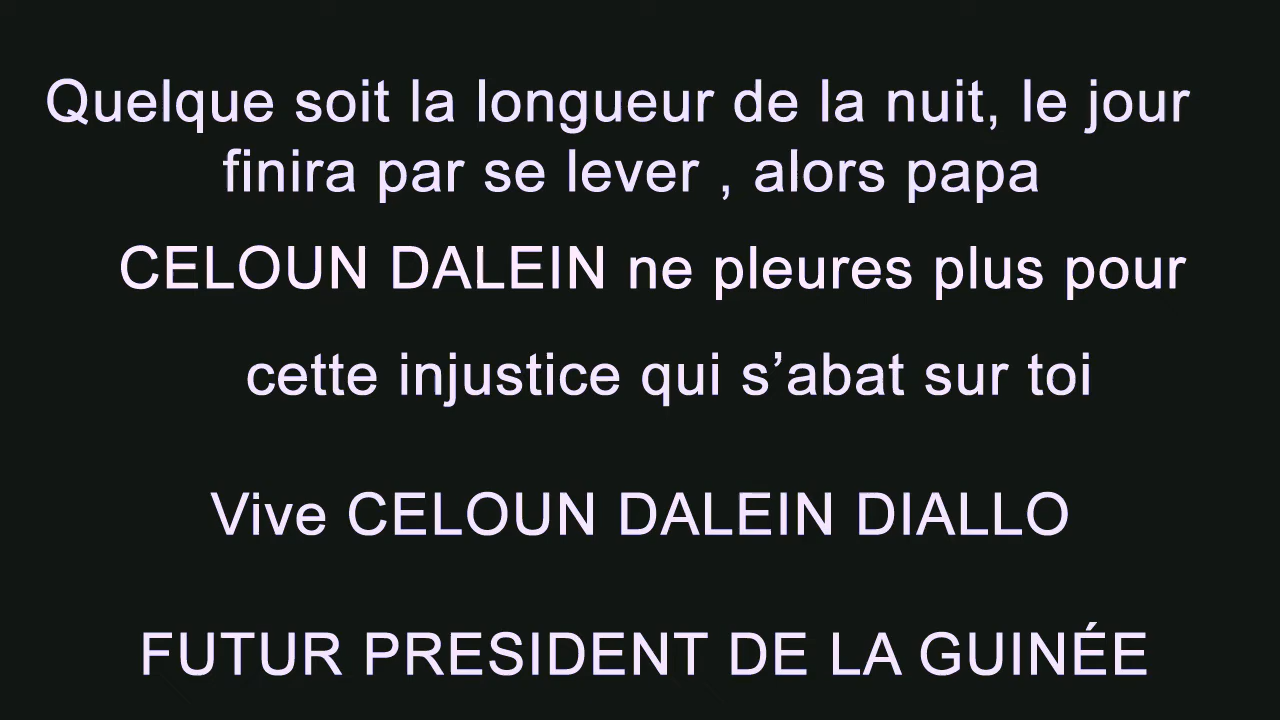 Quelque soit la longueur de la nuit, le jour
finira par se lever , alors papa
CELOUN DALEIN ne pleures plus pour
cette injustice qui s’abat sur toi
Vive CELOUN DALEIN DIALLO
FUTUR PRESIDENT DE LA GUINÉE